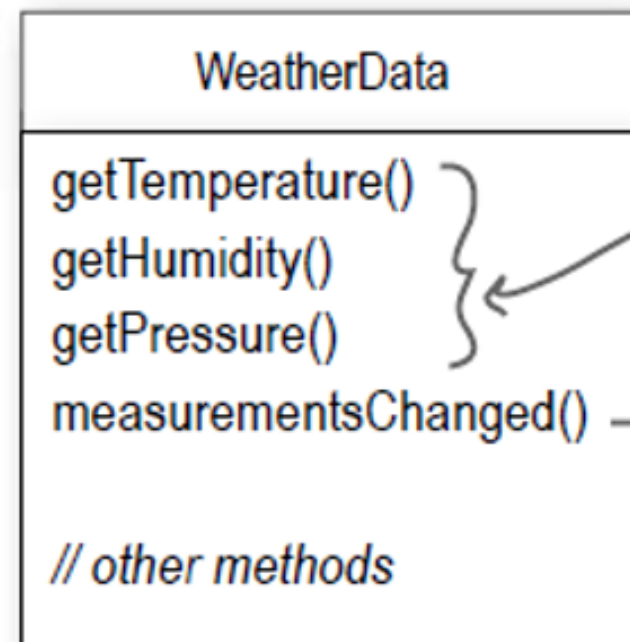 WeatherData
getTemperature()
getHumidity()
getPressure()
measurementsChanged()
// other methods